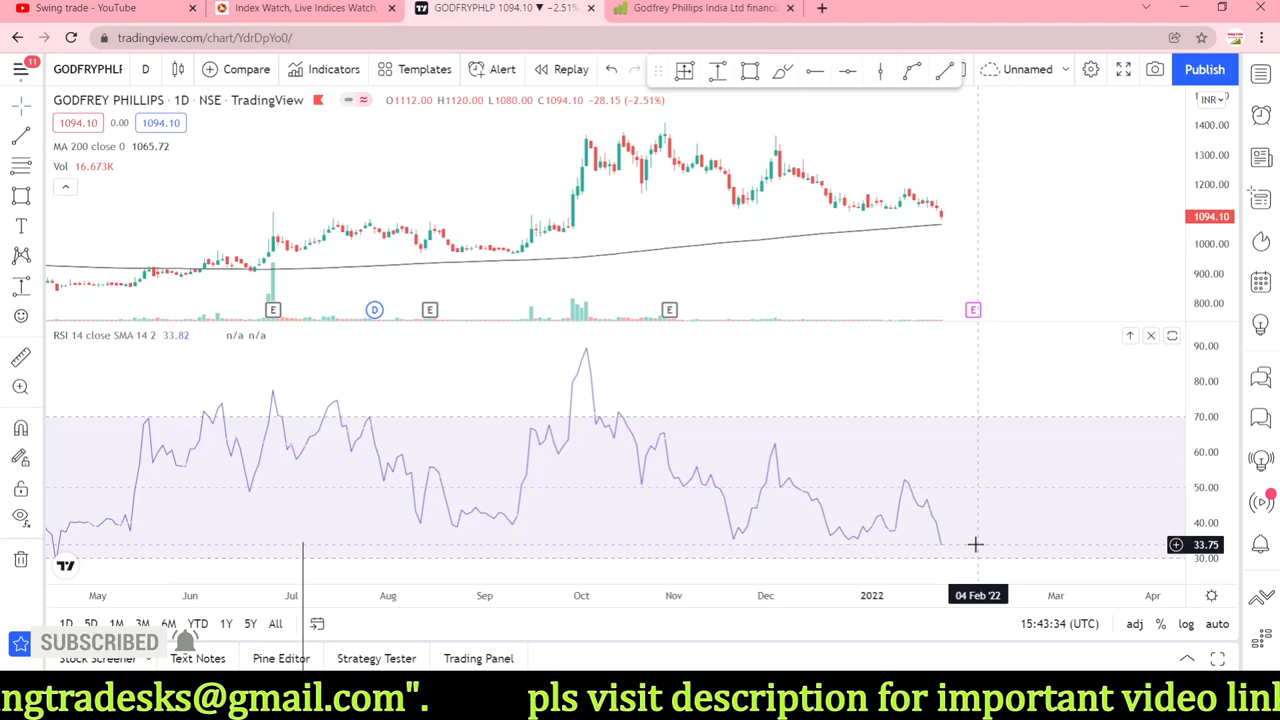 Swing trade - YouTube × Index Watch, Live Indices Watch, × GODFRYPHLP 1094.10 ▼ −2.51% × Godfrey Phillips India Ltd financi × +
tradingview.com/chart/YdrDpYo0/
11 GODFRYPHLP D Compare Indicators Templates Alert Replay Unnamed Publish
GODFREY PHILLIPS · 1D · NSE · TradingView O1112.00 H1120.00 L1080.00 C1094.10 −28.15 (−2.51%) INR
1094.10 0.00 1094.10
MA 200 close 0 1065.72
Vol 16.673K
1400.00
1300.00
1200.00
1094.10
1000.00
900.00
800.00
E D E E E
RSI 14 close SMA 14 2 33.82 n/a n/a
90.00
80.00
70.00
60.00
50.00
40.00
33.75
30.00
May Jun Jul Aug Sep Oct Nov Dec 2022 04 Feb '22 Mar Apr
1D 5D 1M 3M 6M YTD 1Y 5Y All 15:43:34 (UTC) adj % log auto
SUBSCRIBED
Stock Screener Text Notes Pine Editor Strategy Tester Trading Panel
ngtradesks@gmail.com". pls visit description for important video lin